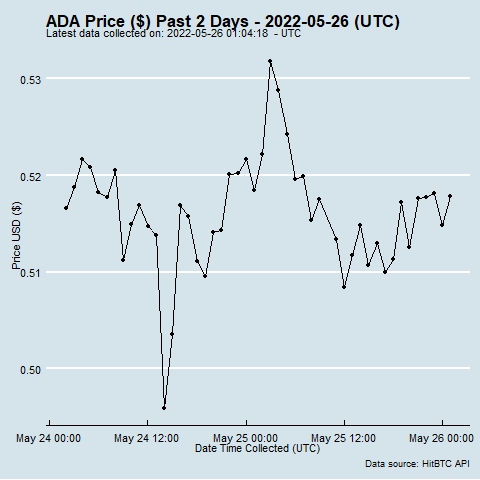 ADA Price ($) Past 2 Days - 2022-05-26 (UTC)
Latest data collected on: 2022-05-26 01:04:18 - UTC
0.53
0.52
0.51
0.50
Price USD ($)
May 24 00:00
May 24 12:00
May 25 00:00
May 25 12:00
May 26 00:00
Date Time Collected (UTC)
Data source: HitBTC API